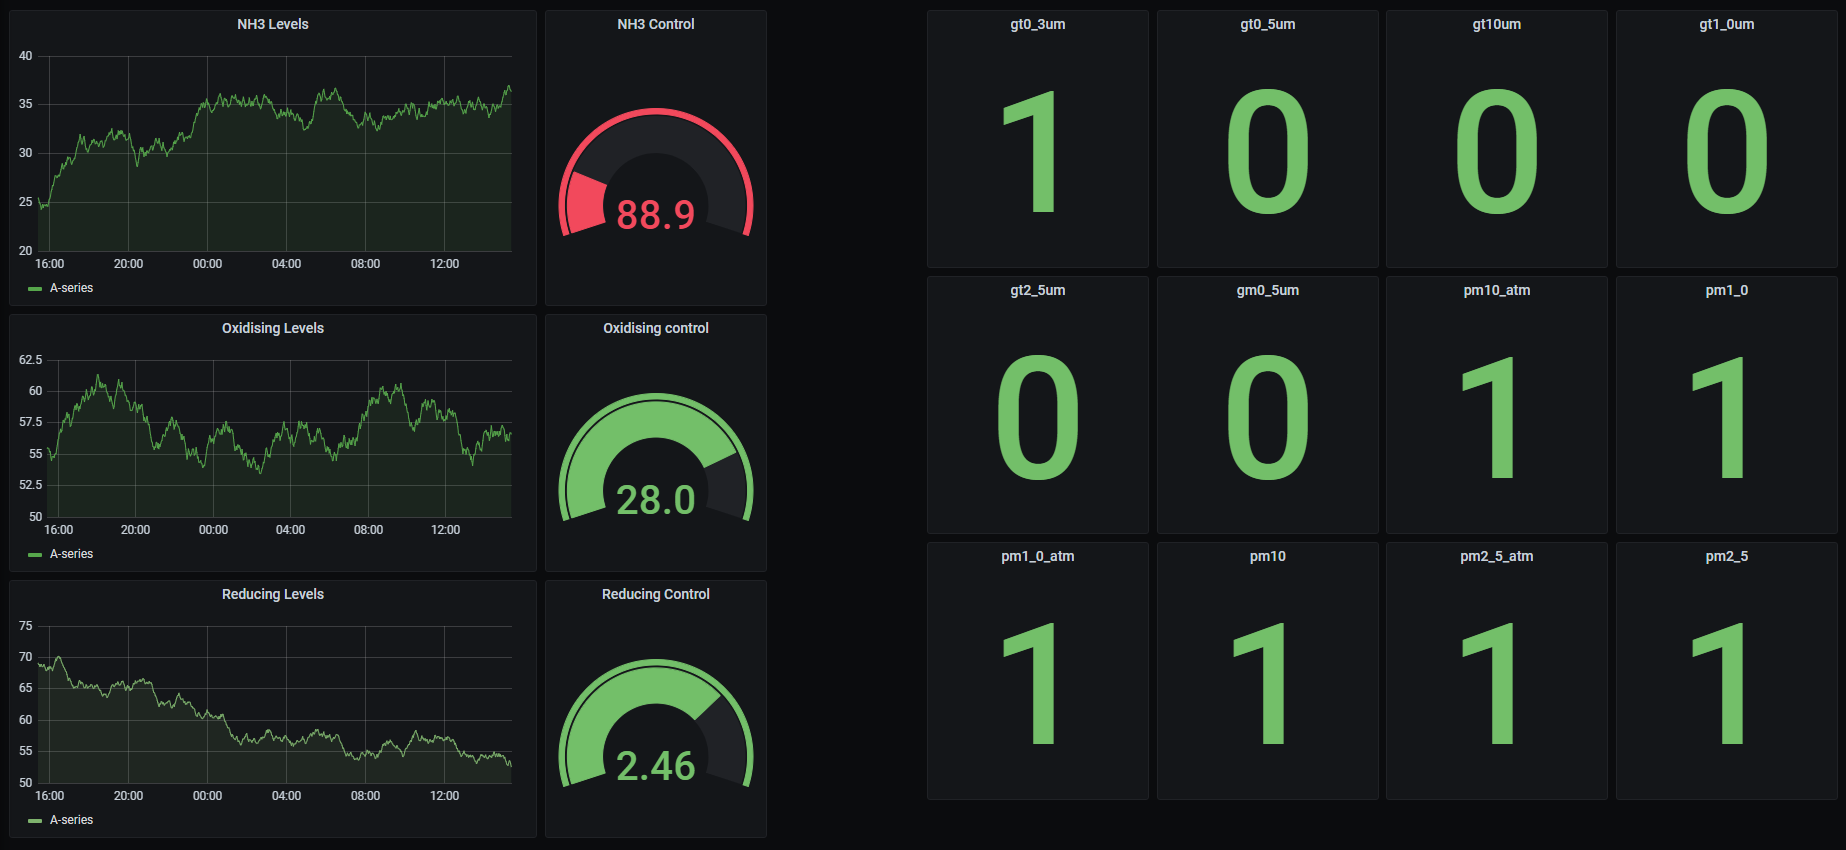 NH3 Levels
40
35
30
25
20
16:00 20:00 00:00 04:00 08:00 12:00
A-series
NH3 Control
88.9
Oxidising Levels
62.5
60
57.5
55
52.5
50
16:00 20:00 00:00 04:00 08:00 12:00
A-series
Oxidising control
28.0
Reducing Levels
75
70
65
60
55
50
16:00 20:00 00:00 04:00 08:00 12:00
A-series
Reducing Control
2.46
gt0_3um
1
gt0_5um
0
gt10um
0
gt1_0um
0
gt2_5um
0
gm0_5um
0
pm10_atm
1
pm1_0
1
pm1_0_atm
1
pm10
1
pm2_5_atm
1
pm2_5
1